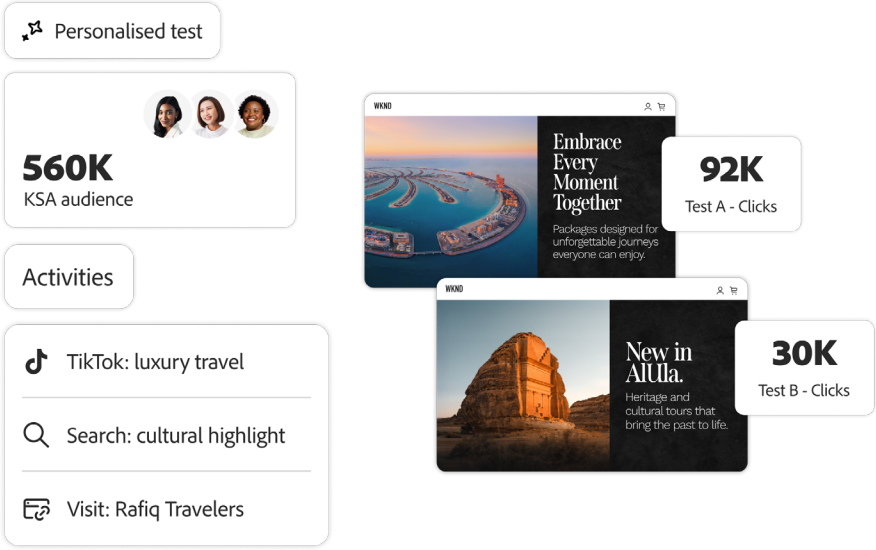 Personalised test
560K
KSA audience
Activities
TikTok: luxury travel
Search: cultural highlight
Visit: Rafiq Travelers
WKND
Embrace
Every
Moment
Together
Packages designed for
unforgettable journeys
everyone can enjoy.
92K
Test A - Clicks
WKND
New in
AlUla.
Heritage and
cultural tours that
bring the past to life.
30K
Test B - Clicks